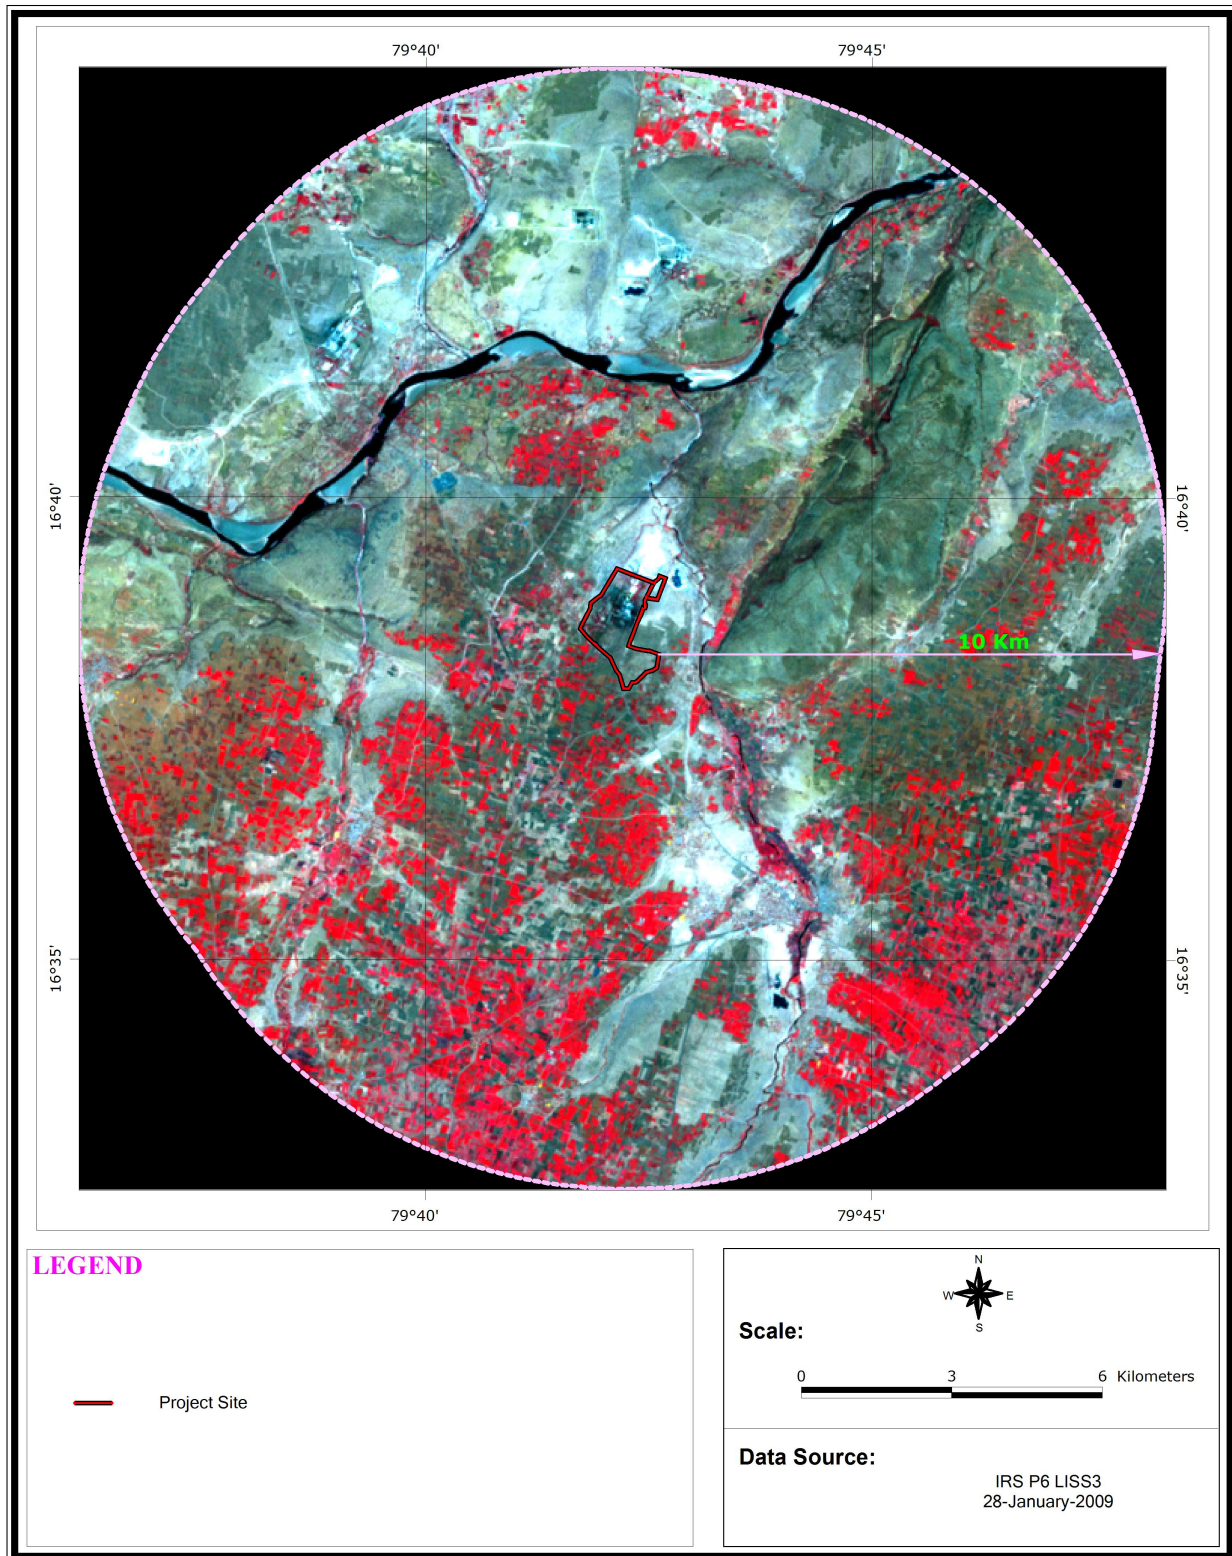 79°40' 79°45'
16°40' 16°40'
10 Km
16°35' 16°35'
79°40' 79°45'
LEGEND
Project Site
N
W E
S
Scale:
0 3 6 Kilometers
Data Source:
IRS P6 LISS3
28-January-2009